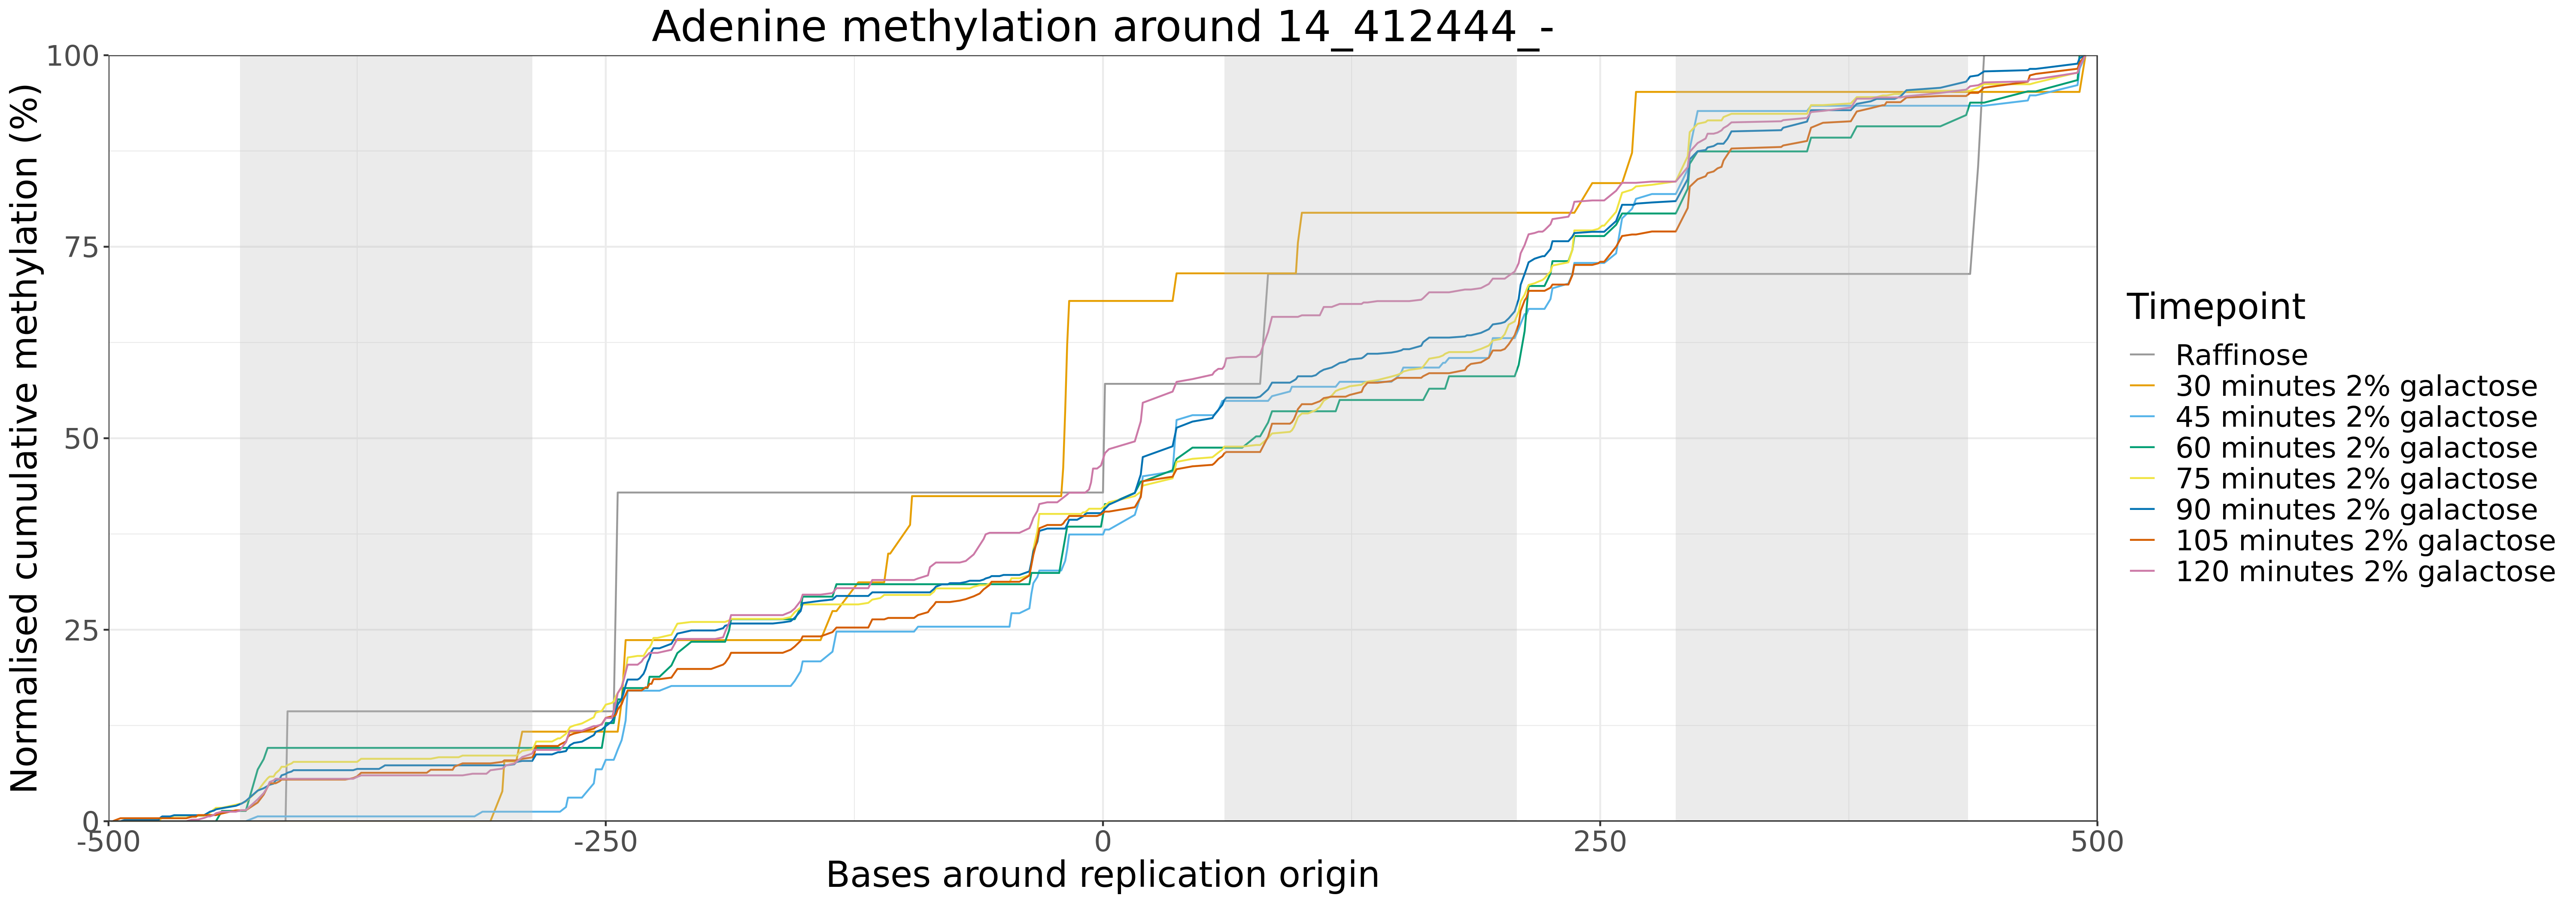 Adenine methylation around 14_412444_-
Normalised cumulative methylation (%)
100
75
50
25
0
-500
-250
0
250
500
Bases around replication origin
Timepoint
Raffinose
30 minutes 2% galactose
45 minutes 2% galactose
60 minutes 2% galactose
75 minutes 2% galactose
90 minutes 2% galactose
105 minutes 2% galactose
120 minutes 2% galactose